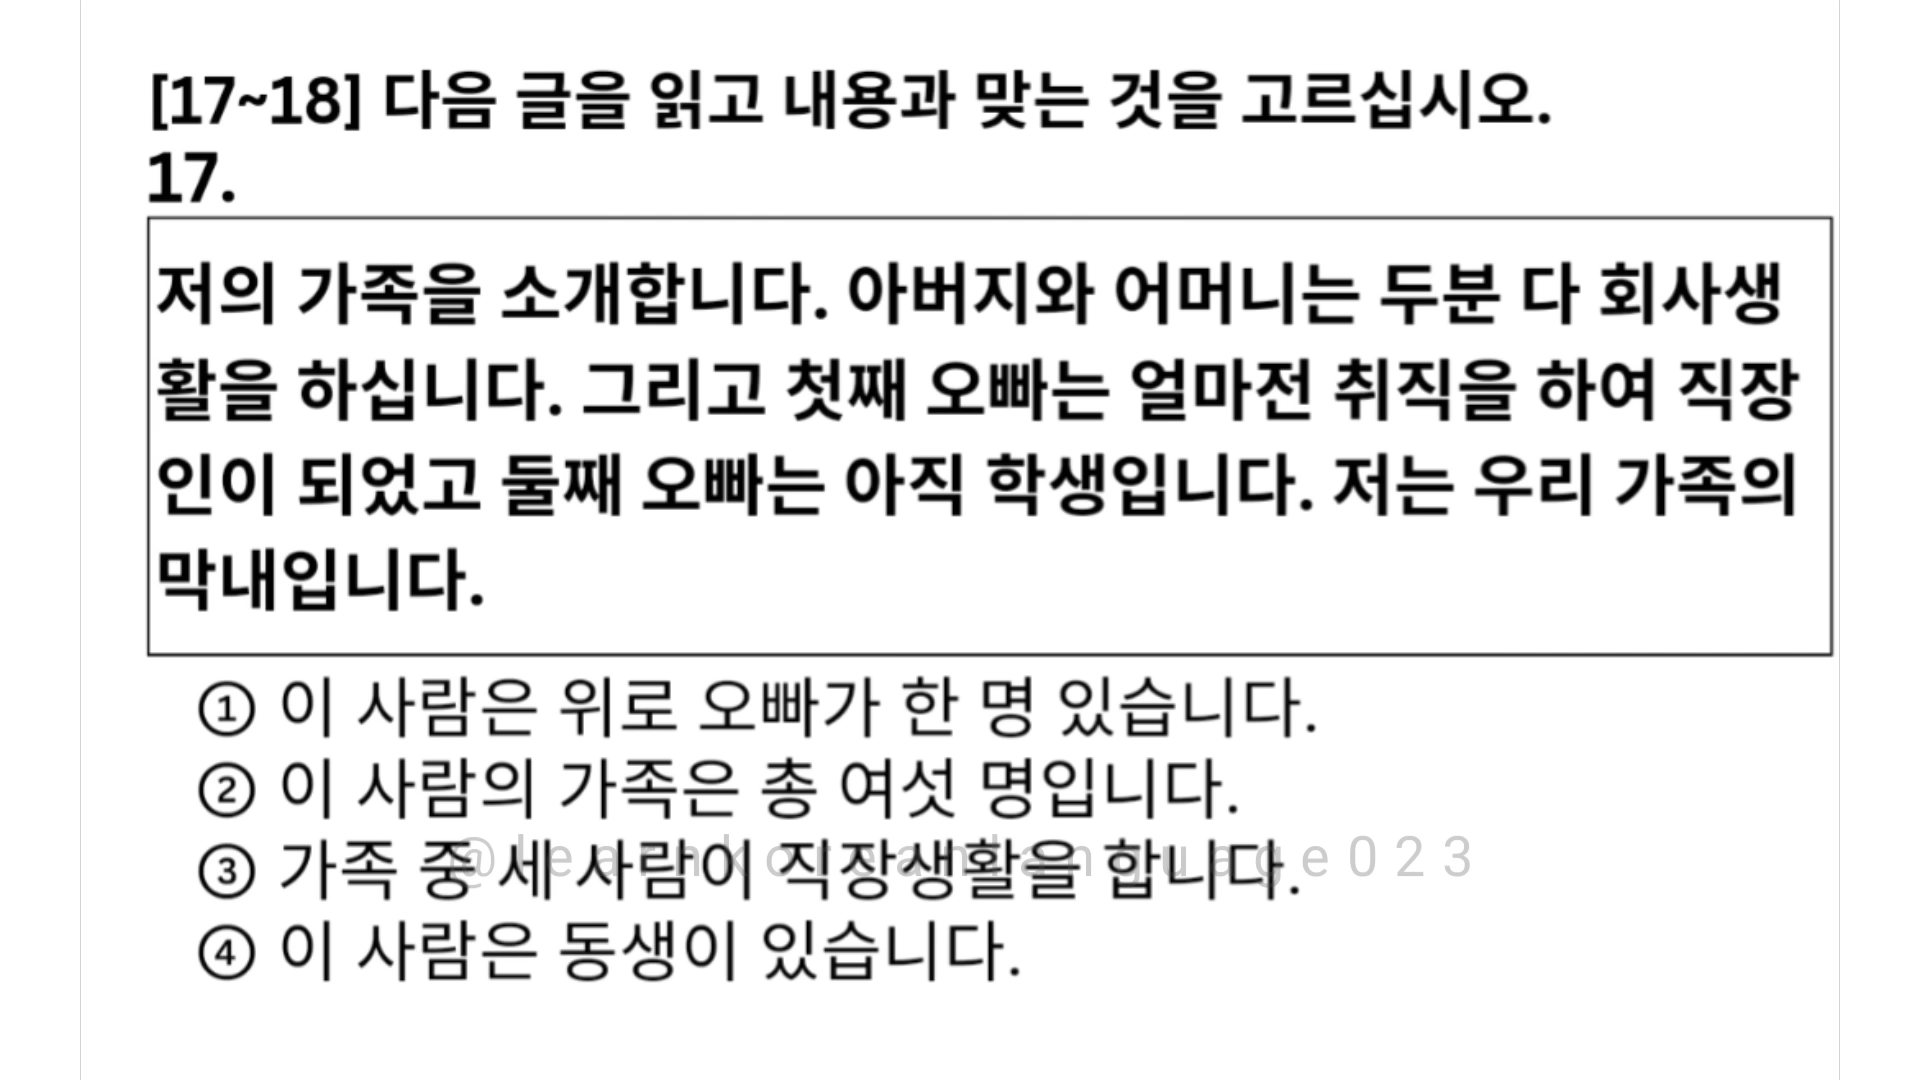 [17~18] 다음 글을 읽고 내용과 맞는 것을 고르십시오.
17.
저의 가족을 소개합니다. 아버지와 어머니는 두분 다 회사생
활을 하십니다. 그리고 첫째 오빠는 얼마전 취직을 하여 직장
인이 되었고 둘째 오빠는 아직 학생입니다. 저는 우리 가족의
막내입니다.
① 이 사람은 위로 오빠가 한 명 있습니다.
② 이 사람의 가족은 총 여섯 명입니다.
③ 가족 중 세 사람이 직장생활을 합니다.
@learnkoreanlanguage023
④ 이 사람은 동생이 있습니다.